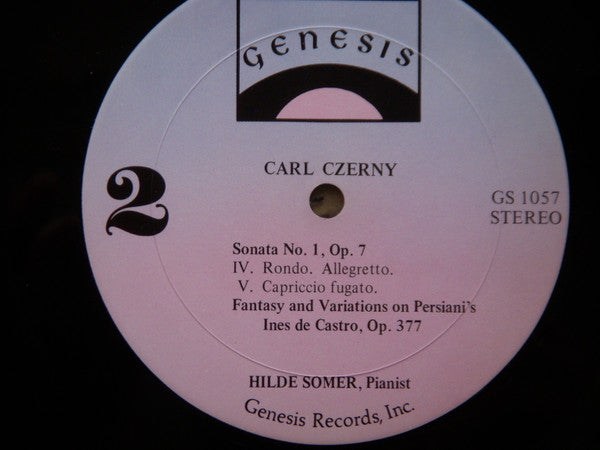 GENESIS
CARL CZERNY
2
GS 1057
STEREO
Sonata No. 1, Op. 7
IV. Rondo. Allegretto.
V. Capriccio fugato.
Fantasy and Variations on Persiani's
Ines de Castro, Op. 377
HILDE SOMER, Pianist
Genesis Records, Inc.